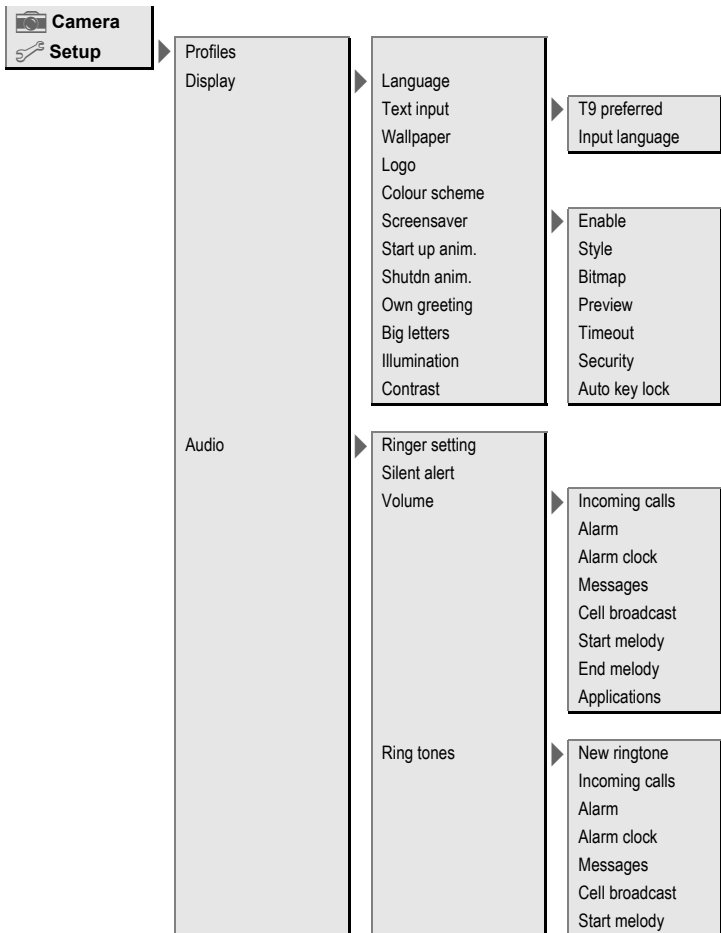 Camera
Setup
Profiles
Display
Language
Text input
T9 preferred
Wallpaper
Input language
Logo
Colour scheme
Screensaver
Enable
Start up anim.
Style
Shutdn anim.
Bitmap
Own greeting
Preview
Big letters
Timeout
Illumination
Security
Contrast
Auto key lock
Audio
Ringer setting
Silent alert
Volume
Incoming calls
Alarm
Alarm clock
Messages
Cell broadcast
Start melody
End melody
Applications
Ring tones
New ringtone
Incoming calls
Alarm
Alarm clock
Messages
Cell broadcast
Start melody